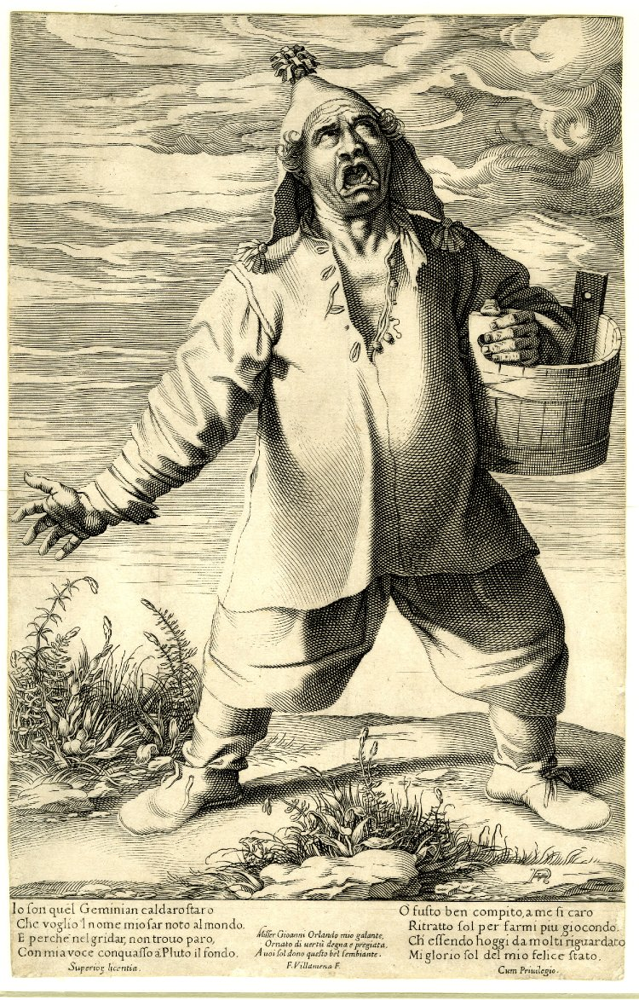 Io son quel Geminian caldarostaro
Che voglio 'l nome mio far noto al mondo.
E perche nel gridar, non trouo paro,
Con mia voce conquasso à Pluto il fondo.
Superior licentia.
Misser Gioanni Orlando mio galante,
Ornato di vertù degna e pregiata,
A uoi sol dono questo bel sembiante.
F. Villamena F.
O fusto ben compito, a me si caro
Ritratto sol per farmi piu giocondo.
Ch' essendo hoggi da molti riguardato
Mi glorio sol del mio felice stato.
Cum Priuilegio.